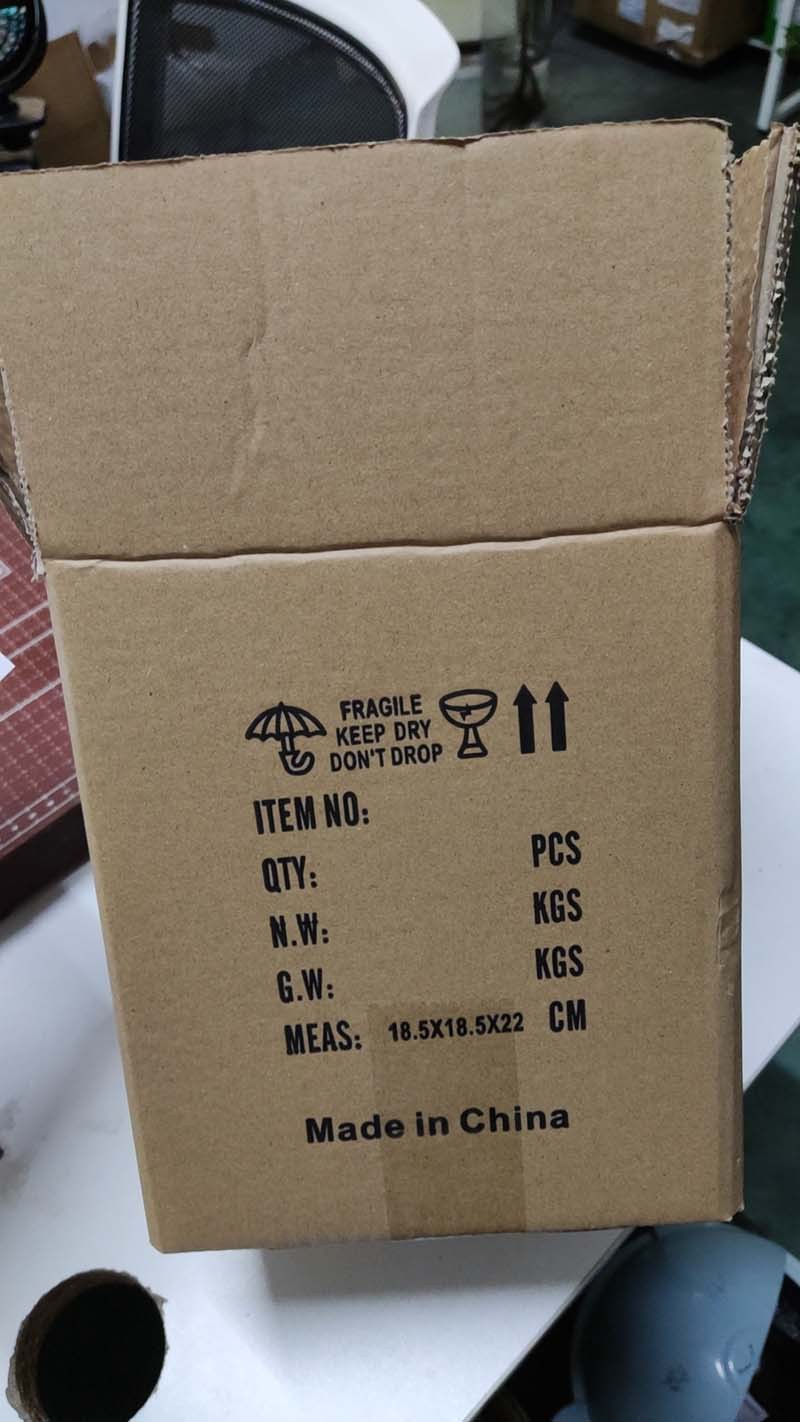 FRAGILE
KEEP DRY
DON'T DROP
ITEM NO:
QTY: PCS
N.W: KGS
G.W: KGS
MEAS: 18.5X18.5X22 CM
Made in China